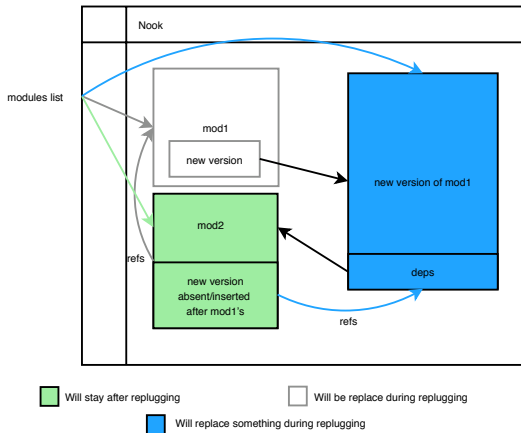 Nook
modules list
mod1
new version
new version of mod1
mod2
refs
new version
absent/inserted
after mod1's
deps
refs
Will stay after replugging
Will be replace during replugging
Will replace something during replugging